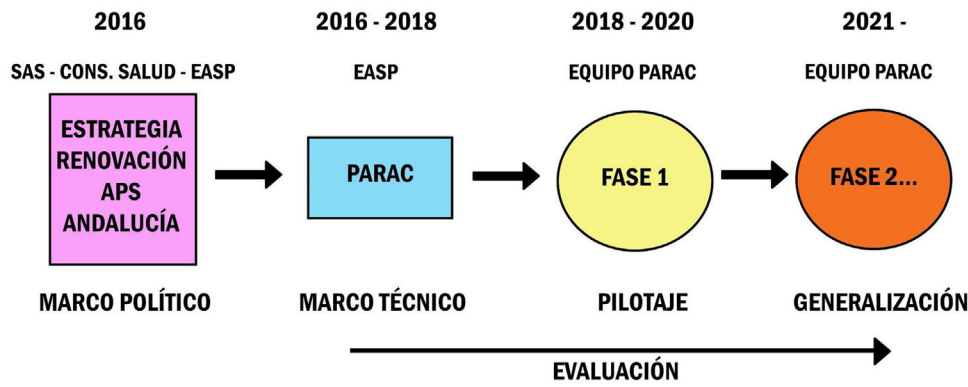 2016
2016 - 2018
2018 - 2020
2021 -
SAS - CONS. SALUD - EASP
EASP
EQUIPO PARAC
EQUIPO PARAC
ESTRATEGIA
RENOVACIÓN
APS
ANDALUCÍA
PARAC
FASE 1
FASE 2...
MARCO POLÍTICO
MARCO TÉCNICO
PILOTAJE
GENERALIZACIÓN
EVALUACIÓN